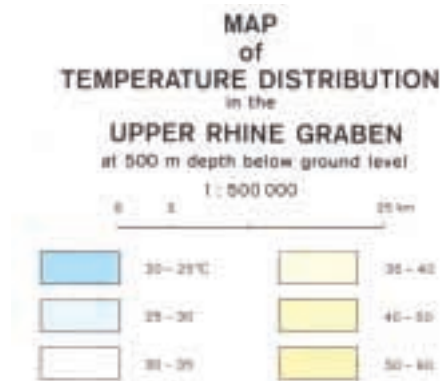 MAP
of
TEMPERATURE DISTRIBUTION
in the
UPPER RHINE GRABEN
at 500 m depth below ground level
1 : 500 000
0 5 25 km
20 – 25°C 35 – 40
25 – 30 40 – 50
30 – 35 50 – 60